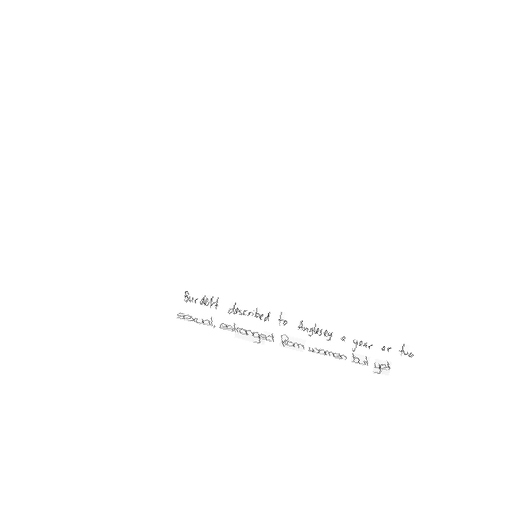 Burdett described to Anglesey a year or two
sexual, estranged from women but yet